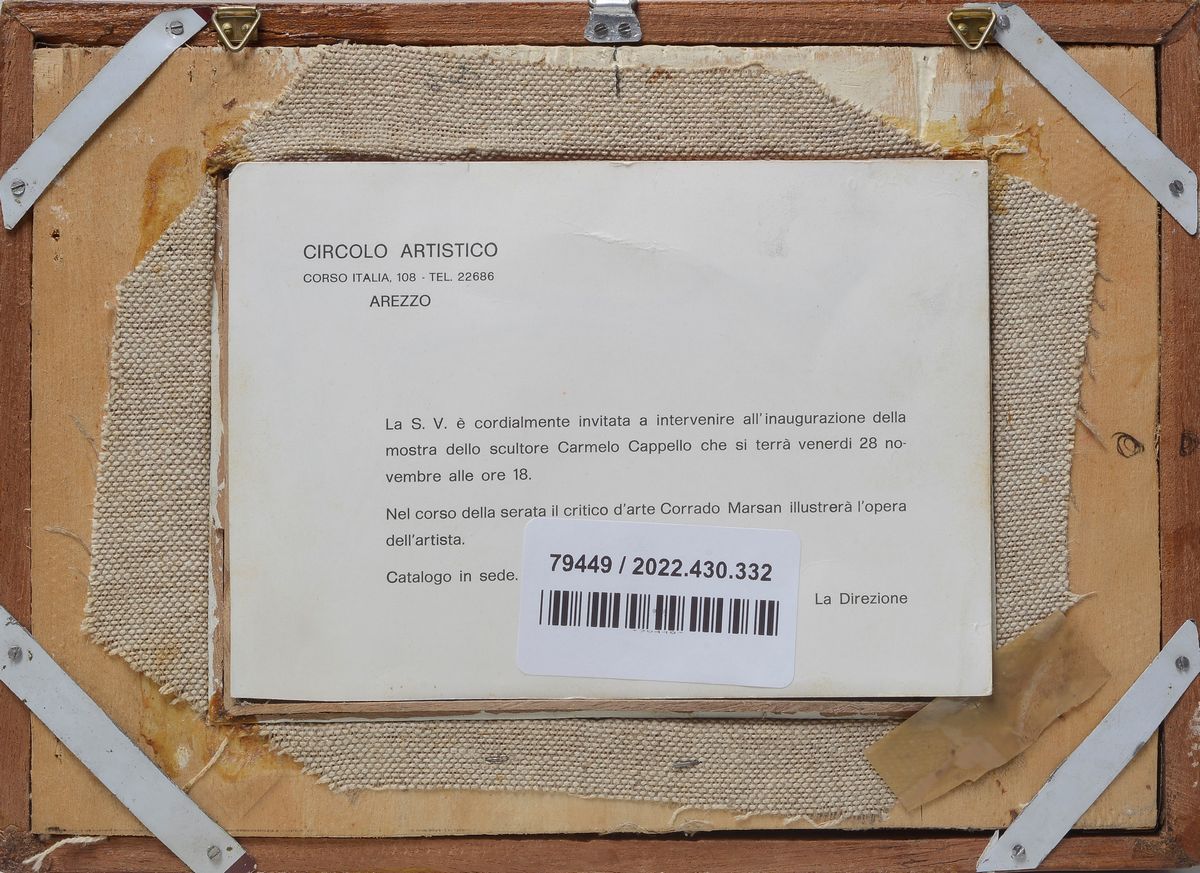 CIRCOLO ARTISTICO
CORSO ITALIA, 108 - TEL. 22686
AREZZO
La S. V. è cordialmente invitata a intervenire all'inaugurazione della
mostra dello scultore Carmelo Cappello che si terrà venerdi 28 no-
vembre alle ore 18.
Nel corso della serata il critico d'arte Corrado Marsan illustrerà l'opera
dell'artista.
Catalogo in sede.
79449 / 2022.430.332
La Direzione